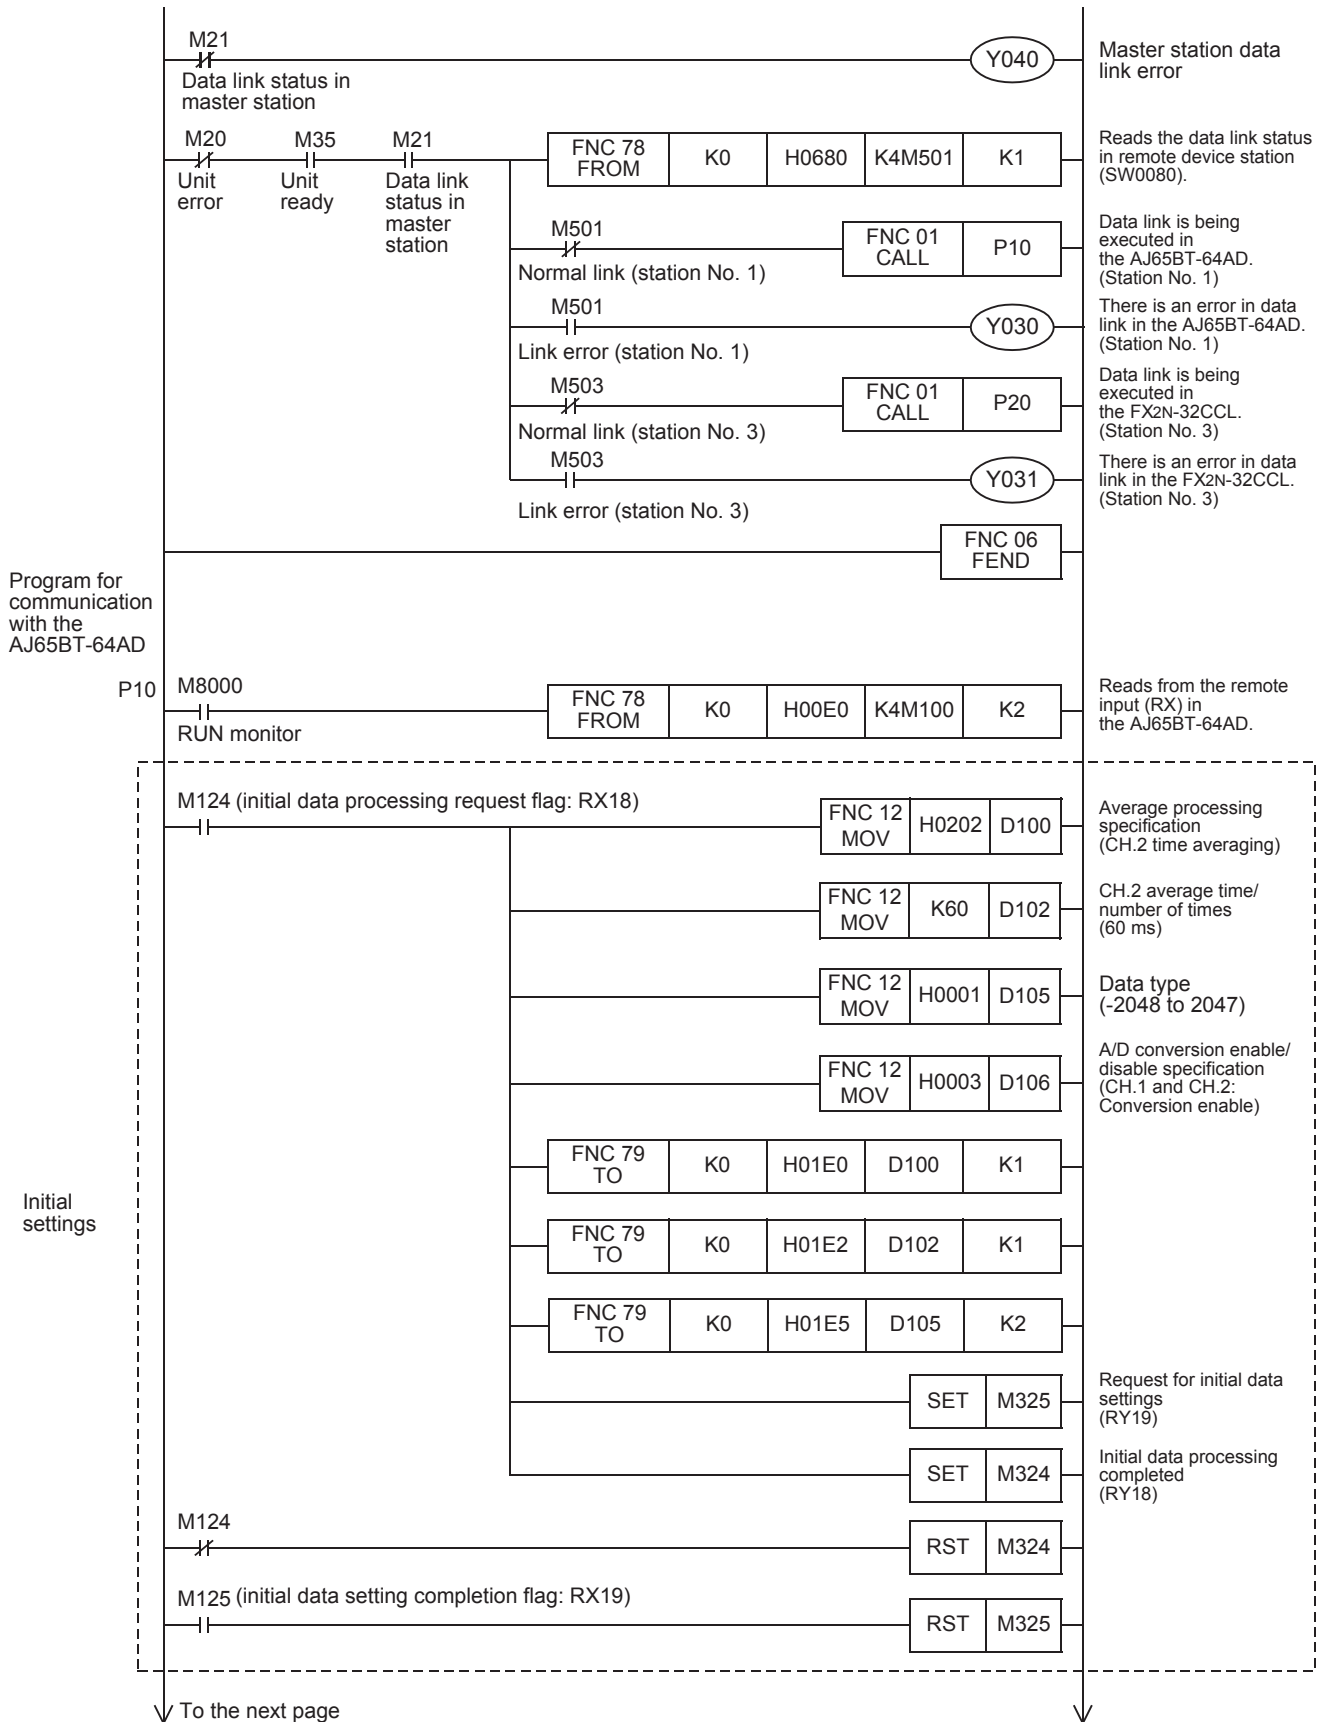 M21
Y040
Master station data
link error
Data link status in
master station
M20
M35
M21
FNC 78
FROM
K0
H0680
K4M501
K1
Reads the data link status
in remote device station
(SW0080).
Unit
error
Unit
ready
Data link
status in
master
station
M501
FNC 01
CALL
P10
Data link is being
executed in
the AJ65BT-64AD.
(Station No. 1)
Normal link (station No. 1)
M501
Y030
There is an error in data
link in the AJ65BT-64AD.
(Station No. 1)
Link error (station No. 1)
M503
FNC 01
CALL
P20
Data link is being
executed in
the FX2N-32CCL.
(Station No. 3)
Normal link (station No. 3)
M503
Y031
There is an error in data
link in the FX2N-32CCL.
(Station No. 3)
Link error (station No. 3)
FNC 06
FEND
Program for
communication
with the
AJ65BT-64AD
P10
M8000
RUN monitor
FNC 78
FROM
K0
H00E0
K4M100
K2
Reads from the remote
input (RX) in
the AJ65BT-64AD.
Initial
settings
M124 (initial data processing request flag: RX18)
FNC 12
MOV
H0202
D100
Average processing
specification
(CH.2 time averaging)
FNC 12
MOV
K60
D102
CH.2 average time/
number of times
(60 ms)
FNC 12
MOV
H0001
D105
Data type
(-2048 to 2047)
FNC 12
MOV
H0003
D106
A/D conversion enable/
disable specification
(CH.1 and CH.2:
Conversion enable)
FNC 79
TO
K0
H01E0
D100
K1
FNC 79
TO
K0
H01E2
D102
K1
FNC 79
TO
K0
H01E5
D105
K2
SET
M325
Request for initial data
settings
(RY19)
SET
M324
Initial data processing
completed
(RY18)
M124
RST
M324
M125 (initial data setting completion flag: RX19)
RST
M325
To the next page